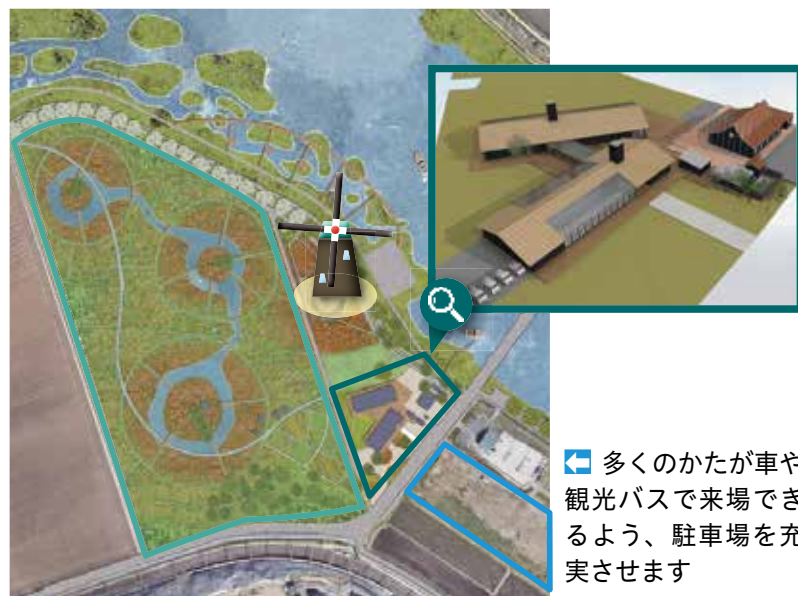 多くのかたが車や
観光バスで来場でき
るよう、駐車場を充
実させます